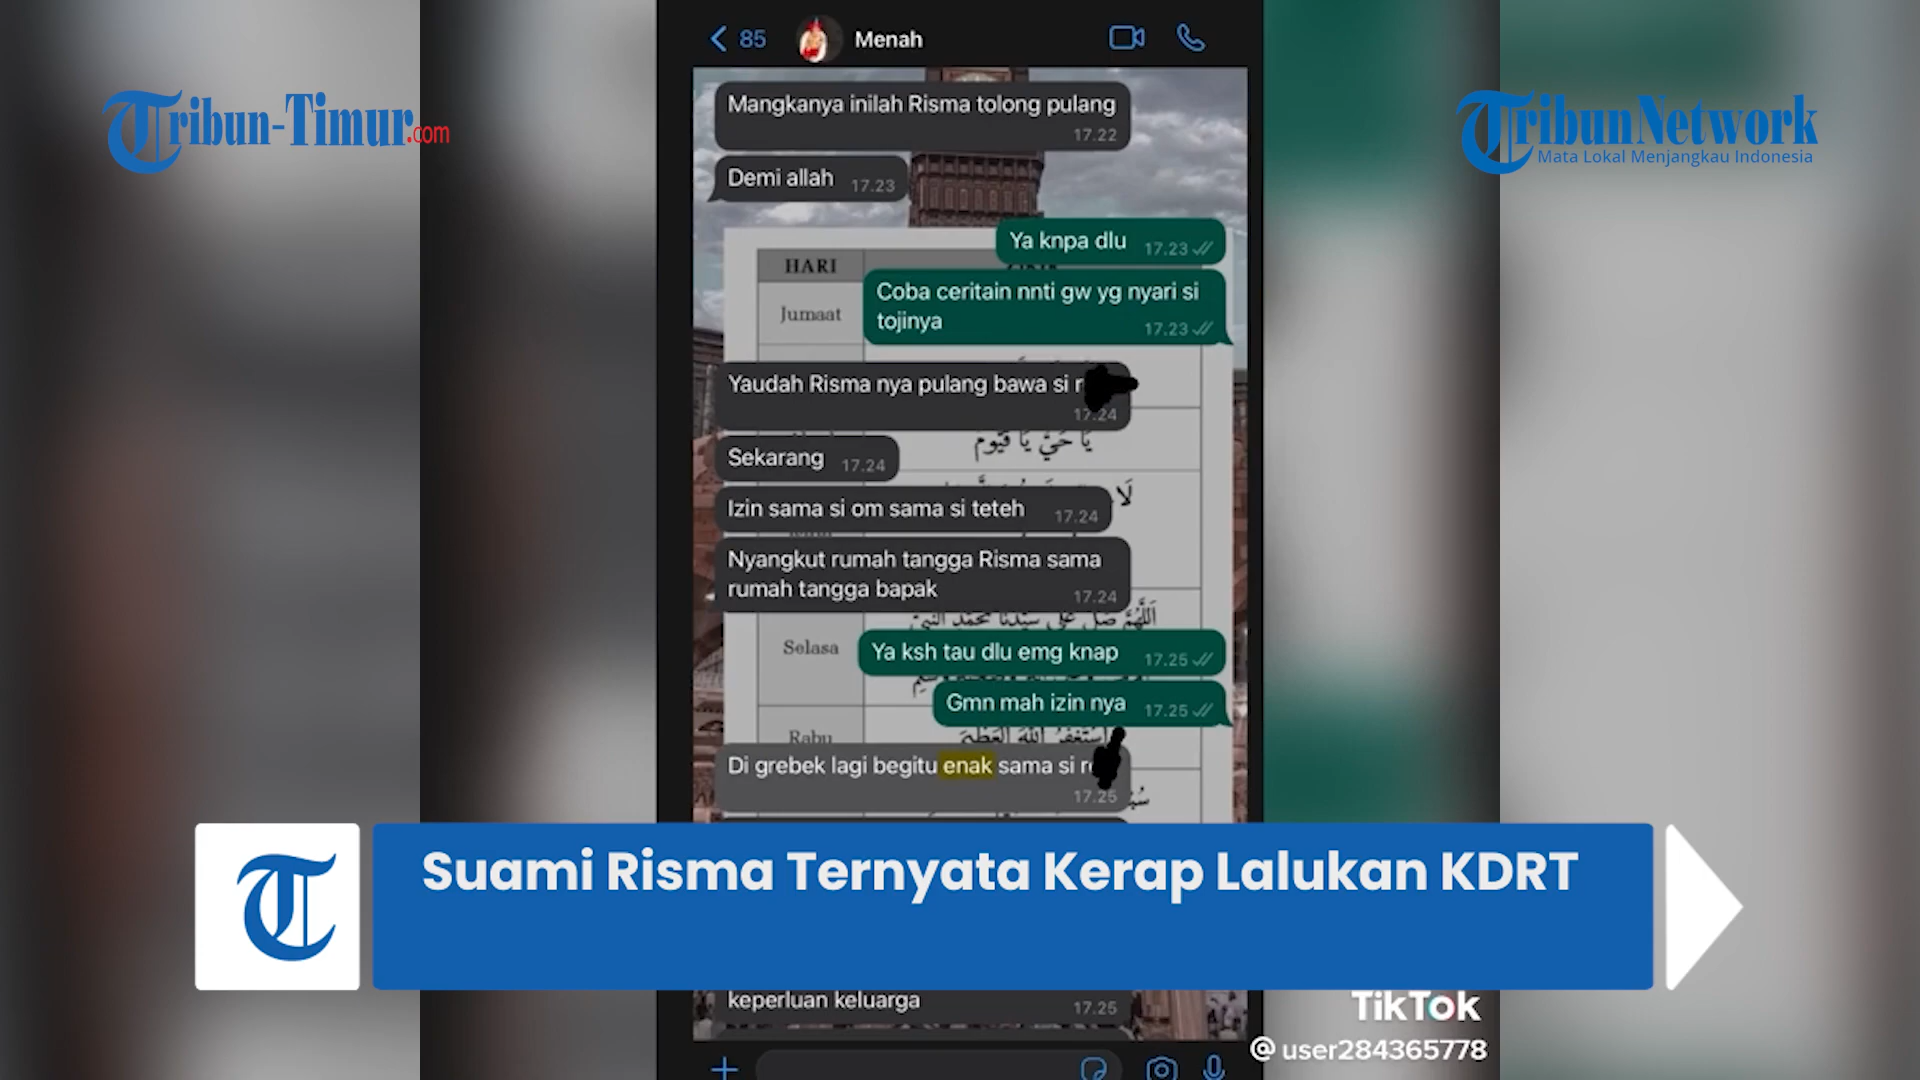 85 Menah
Tribun-Timur.com
TribunNetwork
Mata Lokal Menjangkau Indonesia
Mangkanya inilah Risma tolong pulang
17.22
Demi allah 17.23
Ya knpa dlu 17.23
HARI
Coba ceritain nnti gw yg nyari si
tojinya 17.23
Jumaat
Yaudah Risma nya pulang bawa si r
17.24
يَا حَيُّ يَا قَيُّومُ
Sekarang 17.24
Izin sama si om sama si teteh 17.24
Nyangkut rumah tangga Risma sama
rumah tangga bapak 17.24
Selasa
Ya ksh tau dlu emg knap 17.25
Gmn mah izin nya 17.25
Rabu
Di grebek lagi begitu enak sama si r
17.25
T Suami Risma Ternyata Kerap Lalukan KDRT
keperluan keluarga 17.25
TikTok
@user284365778